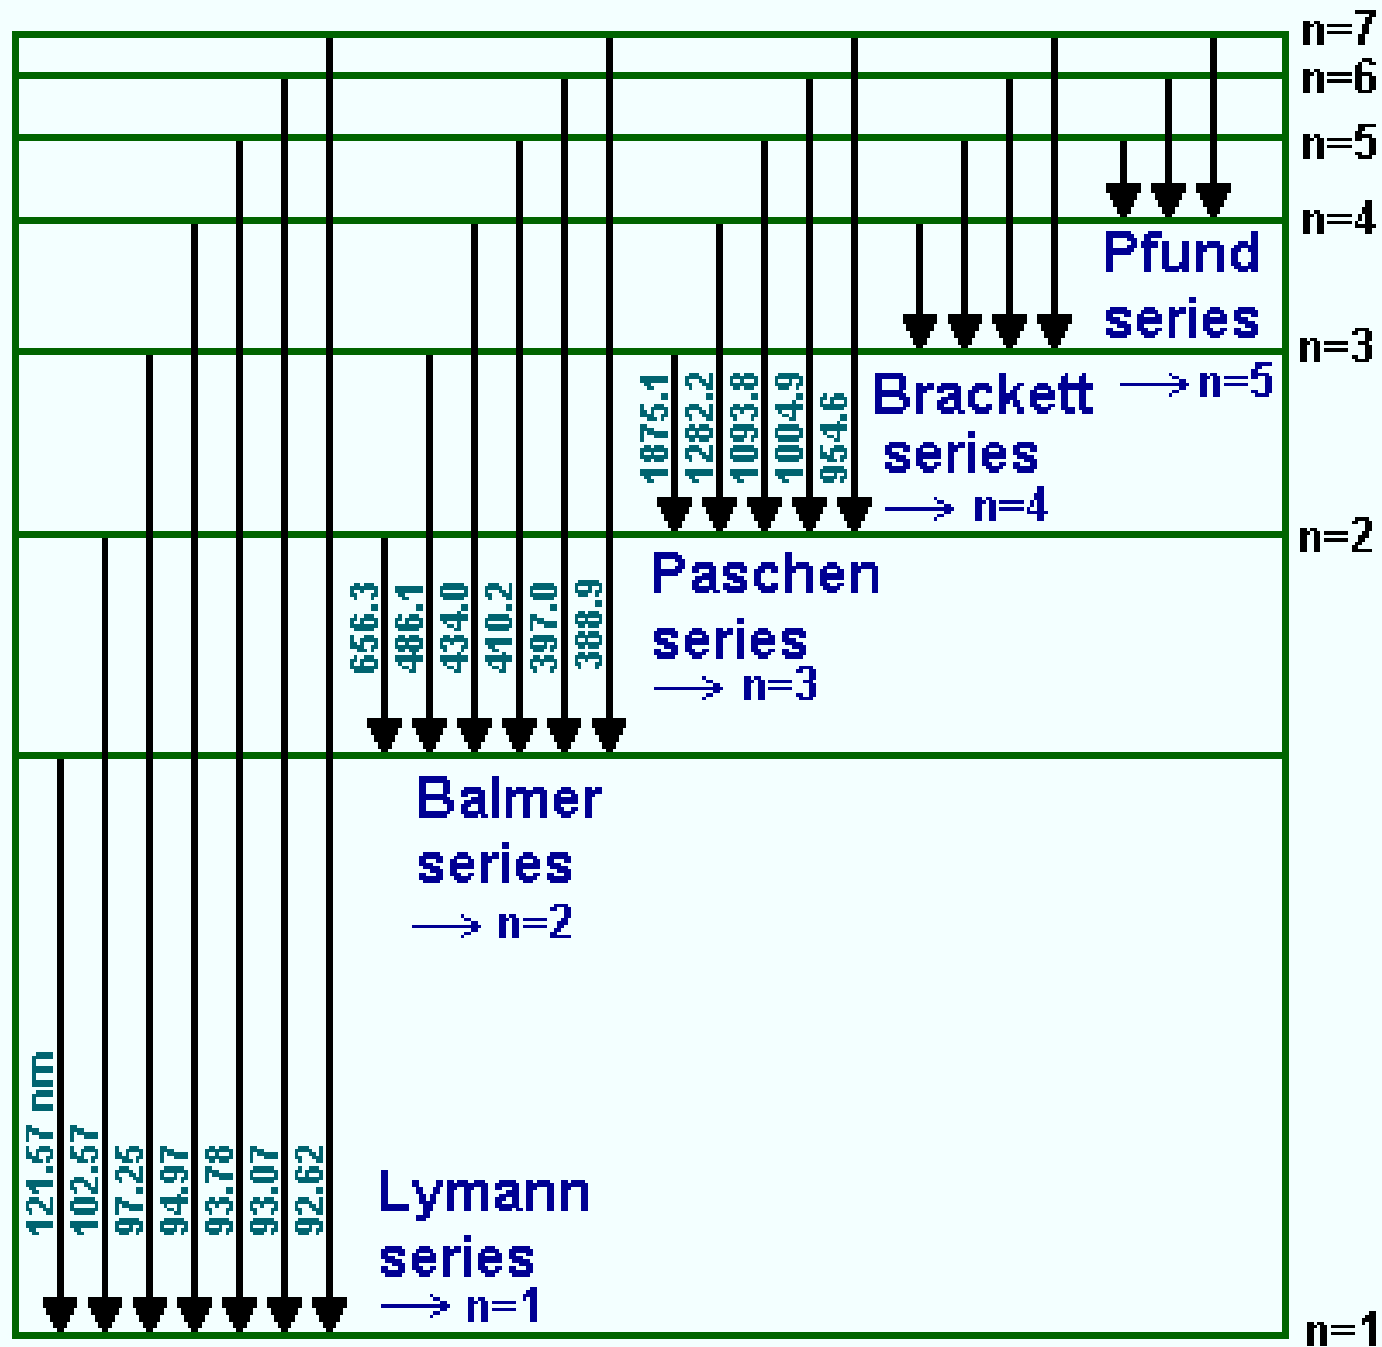 n=7
n=6
n=5
n=4
Pfund
series
n=3
n=5
Brackett
series
n=4
1875.1
1282.2
1093.8
1004.9
954.6
n=2
Paschen
series
n=3
656.3
486.1
434.0
410.2
397.0
388.9
Balmer
series
n=2
121.57 nm
102.57
97.25
94.97
93.78
93.07
92.62
Lymann
series
n=1
n=1